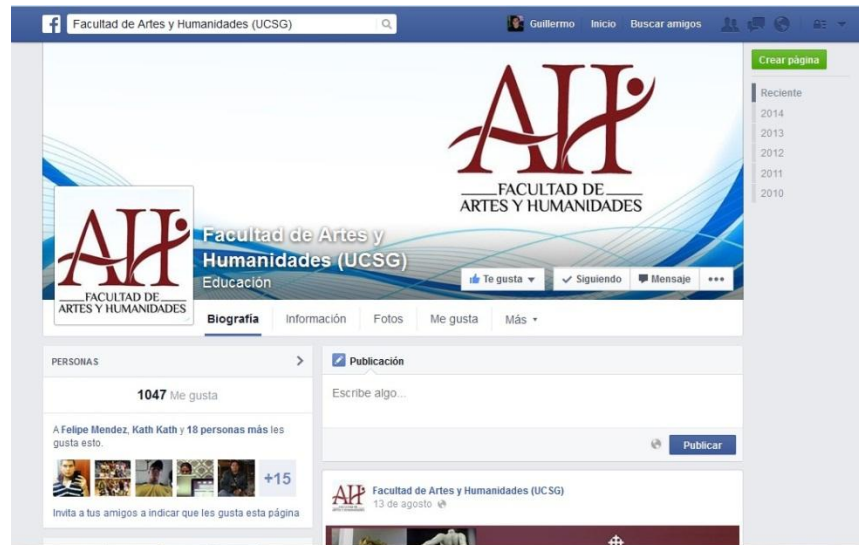 Facultad de Artes y Humanidades (UCSG)
Guillermo Inicio Buscar amigos
Crear página
Reciente
2014
2013
2012
2011
2010
AH
FACULTAD DE
ARTES Y HUMANIDADES
AH
FACULTAD DE
ARTES Y HUMANIDADES
Facultad de Artes y
Humanidades (UCSG)
Educación
Te gusta Siguiendo Mensaje
Biografía Información Fotos Me gusta Más
PERSONAS
1047 Me gusta
A Felipe Mendez, Kath Kath y 18 personas más les
gusta esto.
+15
Invita a tus amigos a indicar que les gusta esta página
Publicación
Escribe algo...
Publicar
AH
Facultad de Artes y Humanidades (UCSG)
13 de agosto